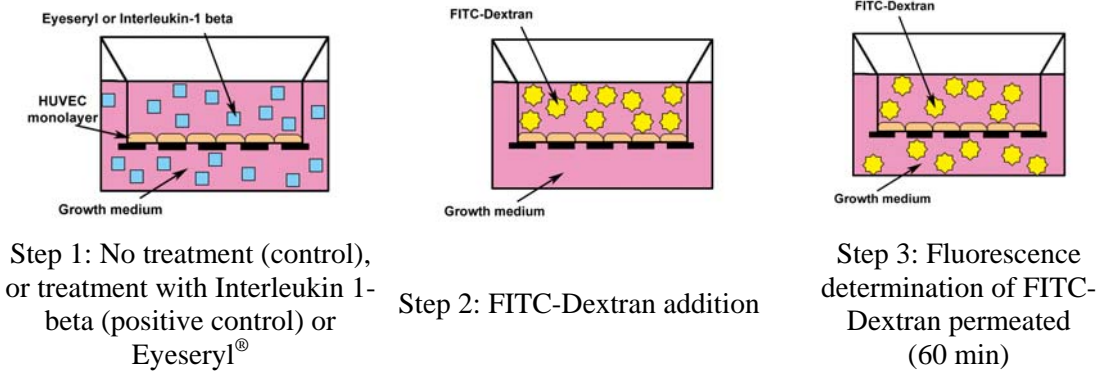 Eyeseryl or Interleukin-1 beta
HUVEC
monolayer
Growth medium
Step 1: No treatment (control),
or treatment with Interleukin 1-
beta (positive control) or
Eyeseryl®
FITC-Dextran
Growth medium
Step 2: FITC-Dextran addition
FITC-Dextran
Growth medium
Step 3: Fluorescence
determination of FITC-
Dextran permeated
(60 min)